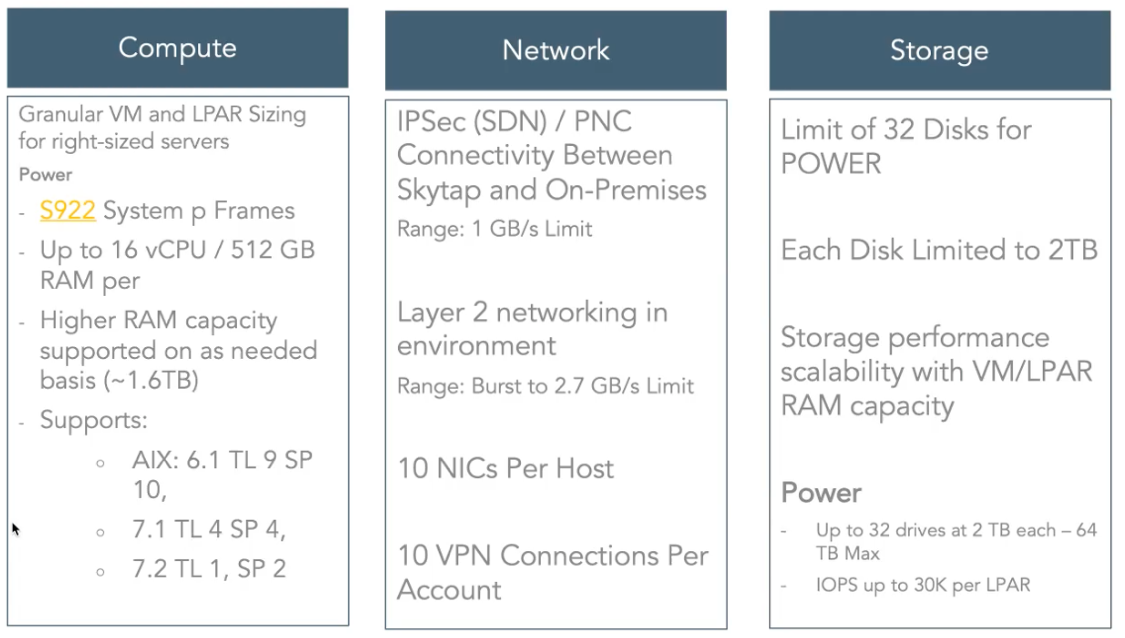 Compute
Granular VM and LPAR Sizing
for right-sized servers
Power
- S922 System p Frames
- Up to 16 vCPU / 512 GB
RAM per
- Higher RAM capacity
supported on as needed
basis (~1.6TB)
- Supports:
○ AIX: 6.1 TL 9 SP
10,
○ 7.1 TL 4 SP 4,
○ 7.2 TL 1, SP 2
Network
IPSec (SDN) / PNC
Connectivity Between
Skytap and On-Premises
Range: 1 GB/s Limit
Layer 2 networking in
environment
Range: Burst to 2.7 GB/s Limit
10 NICs Per Host
10 VPN Connections Per
Account
Storage
Limit of 32 Disks for
POWER
Each Disk Limited to 2TB
Storage performance
scalability with VM/LPAR
RAM capacity
Power
- Up to 32 drives at 2 TB each – 64
TB Max
- IOPS up to 30K per LPAR